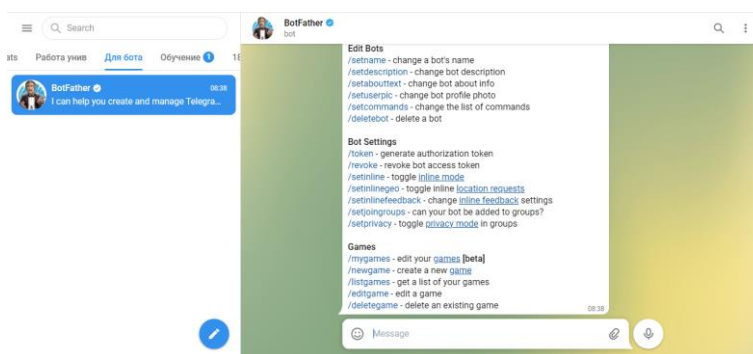 Search
BotFather
bot
ats Работа унив Для бота Обучение 1 18
BotFather 08:38
I can help you create and manage Telegra...
Edit Bots
/setname - change a bot's name
/setdescription - change bot description
/setabouttext - change bot about info
/setuserpic - change bot profile photo
/setcommands - change the list of commands
/deletebot - delete a bot
Bot Settings
/token - generate authorization token
/revoke - revoke bot access token
/setinline - toggle inline mode
/setinlinegeo - toggle inline location requests
/setinlinefeedback - change inline feedback settings
/setjoingroups - can your bot be added to groups?
/setprivacy - toggle privacy mode in groups
Games
/mygames - edit your games [beta]
/newgame - create a new game
/listgames - get a list of your games
/editgame - edit a game
/deletegame - delete an existing game
08:38
Message